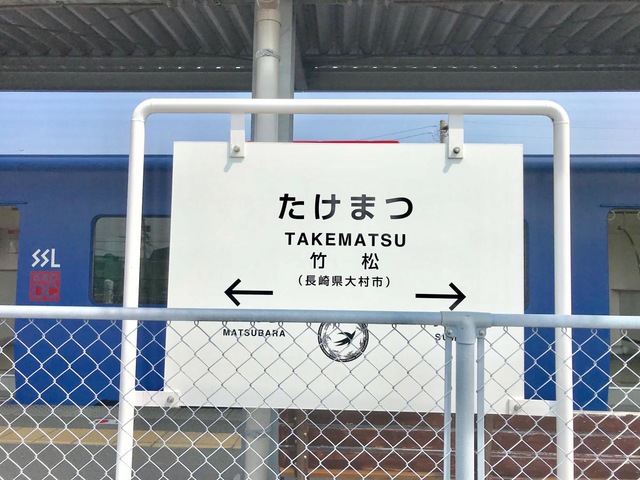 たけまつ
TAKEMATSU
竹 松
(長崎県大村市)
← →
MATSUBARA
SSL